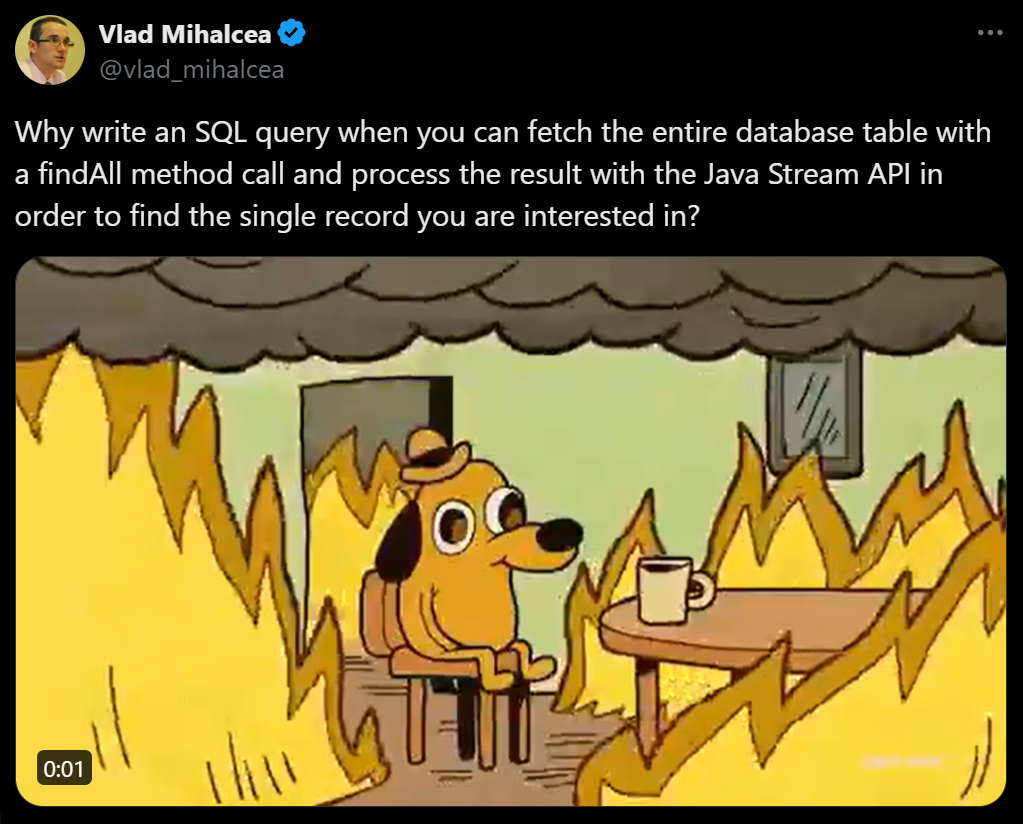 Vlad Mihalcea
@vlad_mihalcea
Why write an SQL query when you can fetch the entire database table with
a findAll method call and process the result with the Java Stream API in
order to find the single record you are interested in?
0:01